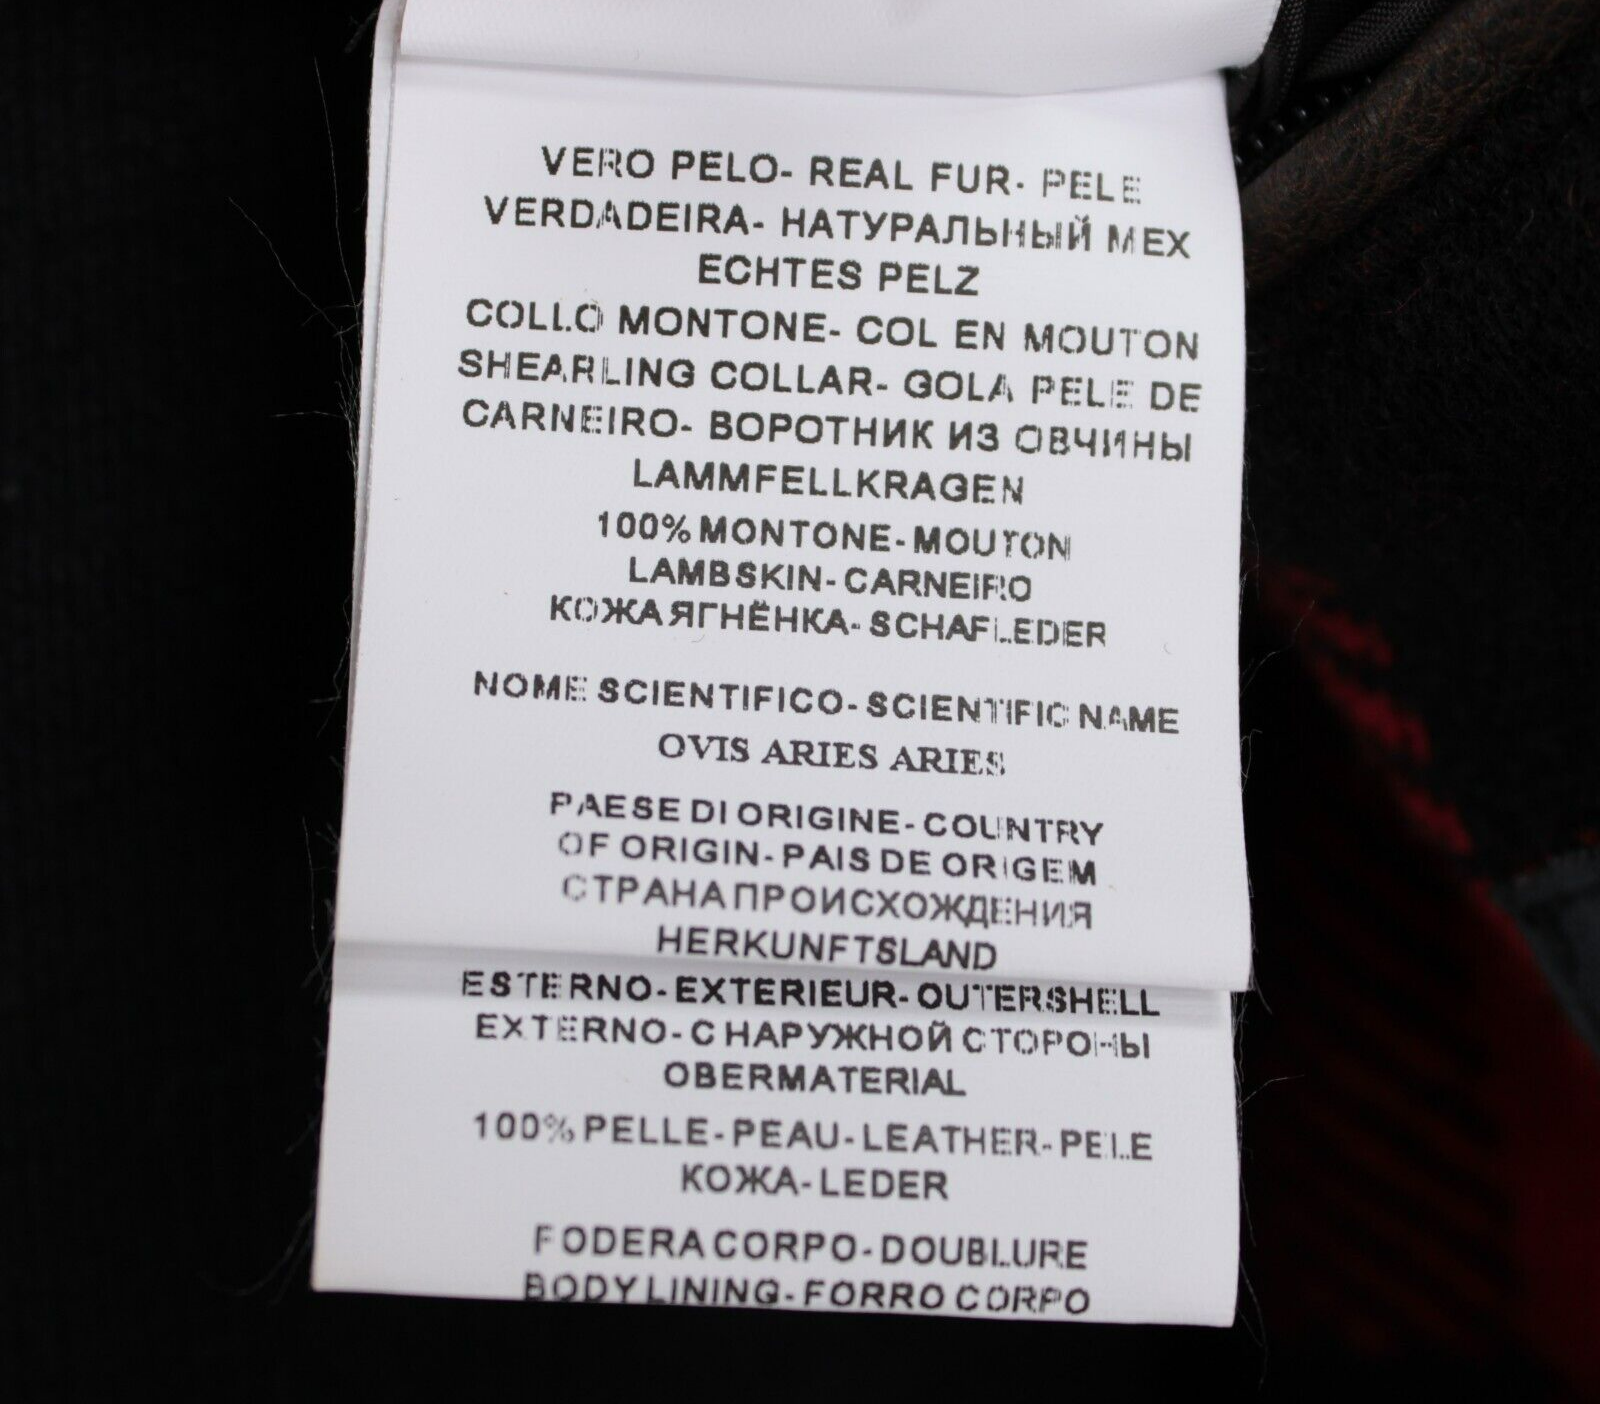 VERO PELO- REAL FUR- PELE
VERDADEIRA- НАТУРАЛЬНЫЙ МЕХ
ECHTES PELZ
COLLO MONTONE- COL EN MOUTON
SHEARLING COLLAR- GOLA PELE DE
CARNEIRO- ВОРОТНИК ИЗ ОВЧИНЫ
LAMMFELLKRAGEN
100% MONTONE- MOUTON
LAMBSKIN- CARNEIRO
КОЖА ЯГНЁНКА- SCHAFLEDER
NOME SCIENTIFICO- SCIENTIFIC NAME
OVIS ARIES ARIES
PAESE DI ORIGINE- COUNTRY
OF ORIGIN- PAIS DE ORIGEM
СТРАНА ПРОИСХОЖДЕНИЯ
HERKUNFTSLAND
ESTERNO- EXTERIEUR- OUTERSHELL
EXTERNO- С НАРУЖНОЙ СТОРОНЫ
OBERMATERIAL
100% PELLE- PEAU- LEATHER- PELLE
КОЖА- LEDER
FODERA CORPO- DOUBLURE
BODY LINING- FORRO CORPO